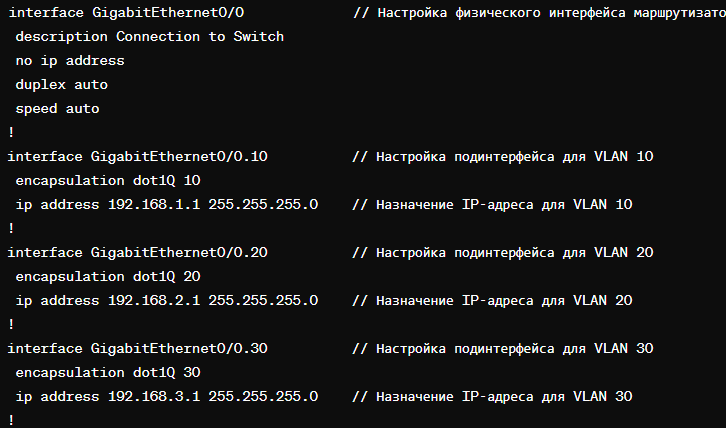 interface GigabitEthernet0/0 // Настройка физического интерфейса маршрутизато
description Connection to Switch
no ip address
duplex auto
speed auto
!
interface GigabitEthernet0/0.10 // Настройка подинтерфейса для VLAN 10
encapsulation dot1Q 10
ip address 192.168.1.1 255.255.255.0 // Назначение IP-адреса для VLAN 10
!
interface GigabitEthernet0/0.20 // Настройка подинтерфейса для VLAN 20
encapsulation dot1Q 20
ip address 192.168.2.1 255.255.255.0 // Назначение IP-адреса для VLAN 20
!
interface GigabitEthernet0/0.30 // Настройка подинтерфейса для VLAN 30
encapsulation dot1Q 30
ip address 192.168.3.1 255.255.255.0 // Назначение IP-адреса для VLAN 30
!